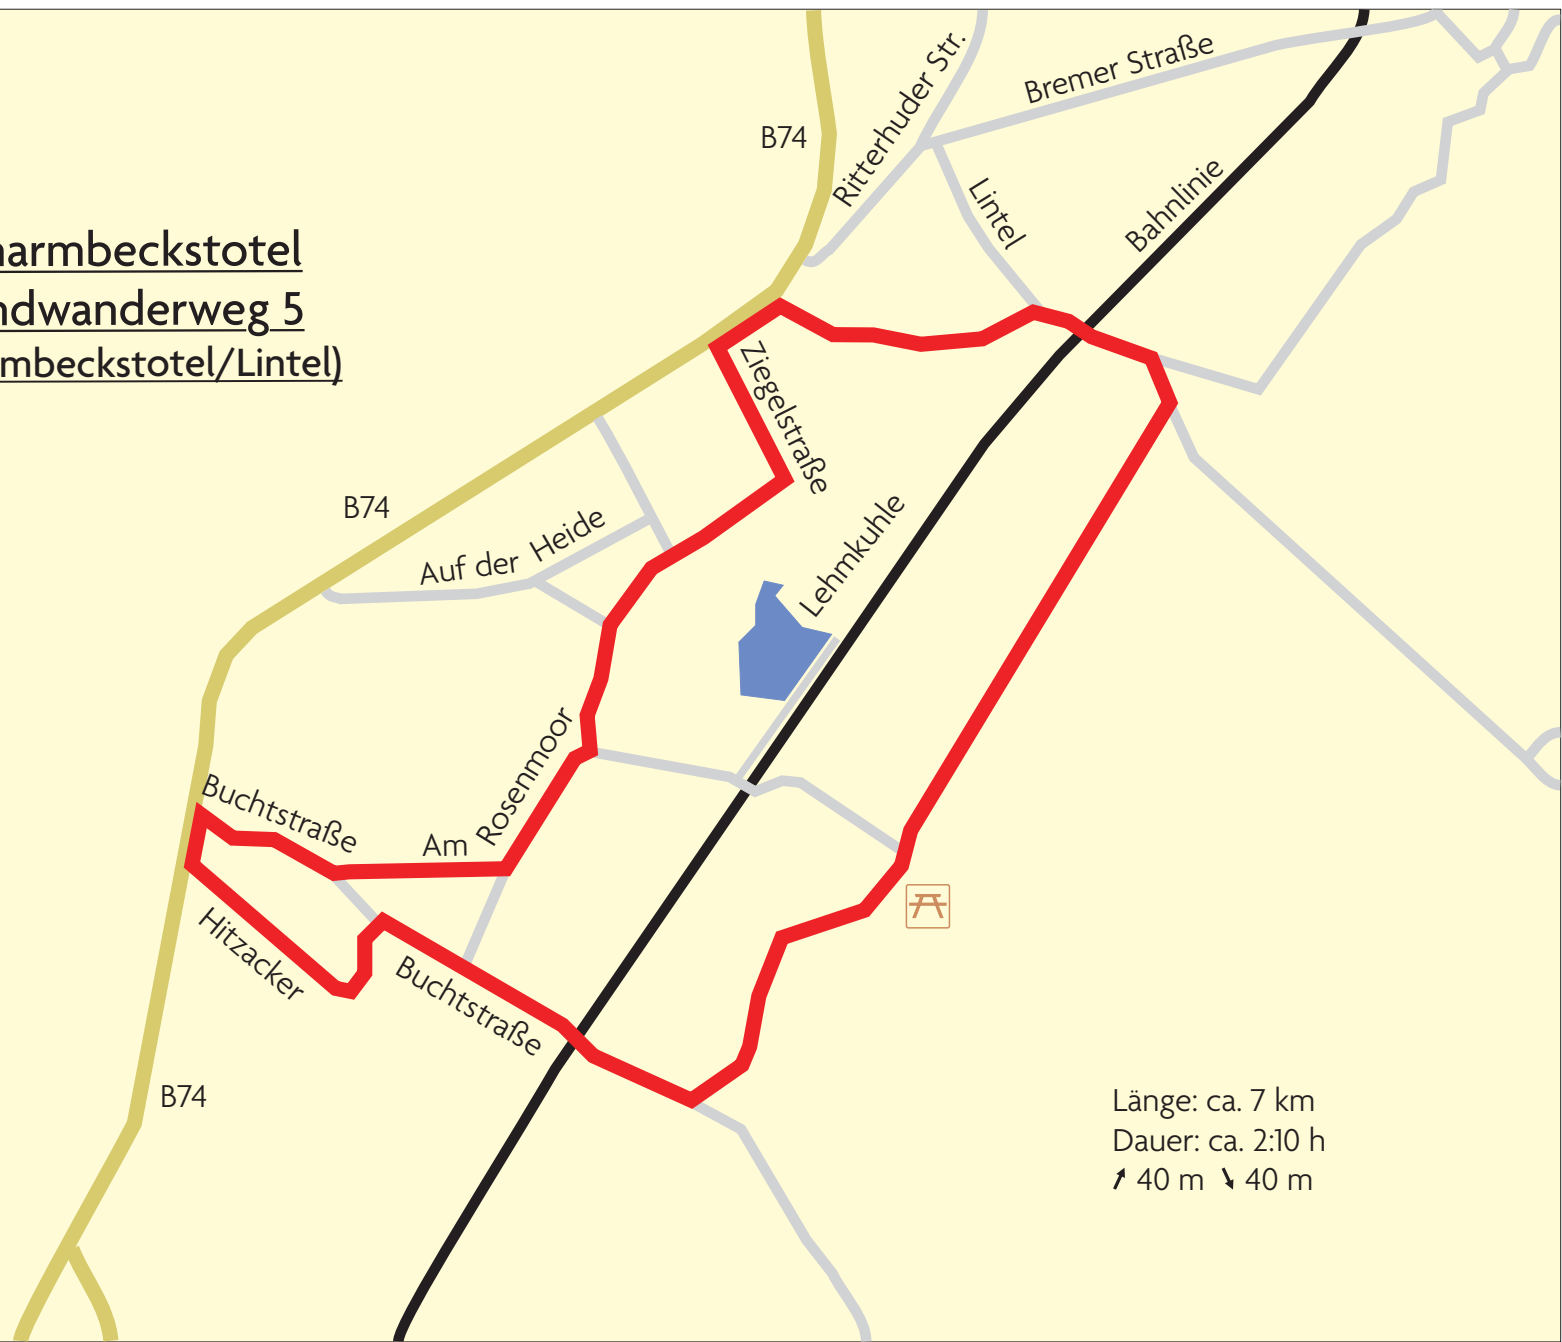 armbeckstotel
ndwanderweg 5
mbeckstotel/Lintel)
B74
Ritterhuder Str.
Bremer Straße
Lintel
Bahnlinie
Ziegelstraße
B74
Auf der Heide
Lehmkuhle
Buchtstraße
Am Rosenmoor
Hitzacker
Buchtstraße
B74
Länge: ca. 7 km
Dauer: ca. 2:10 h
40 m 40 m